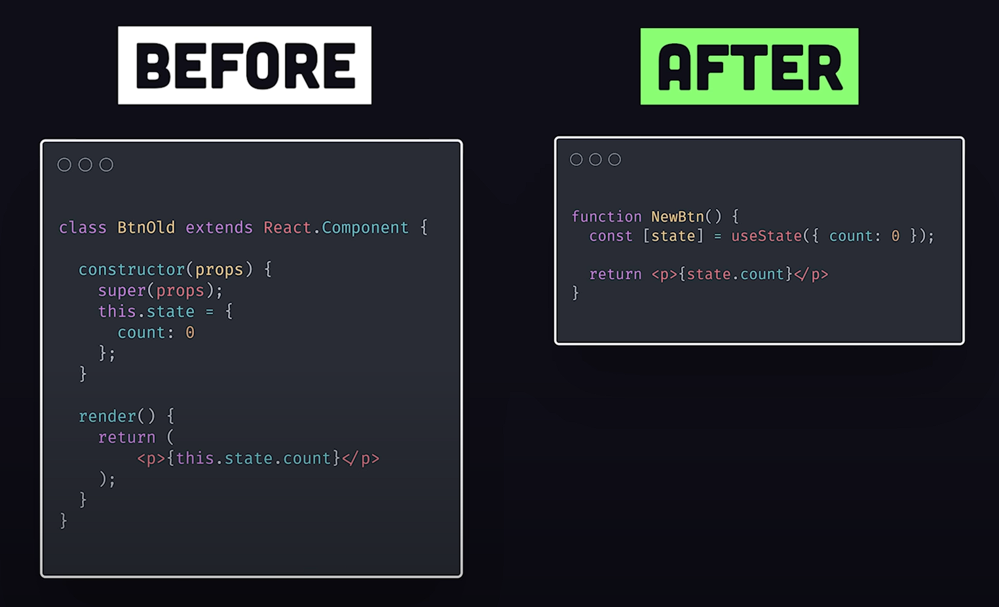 BEFORE
class BtnOld extends React.Component {
constructor(props) {
super(props);
this.state = {
count: 0
};
}
render() {
return (
<p>{this.state.count}</p>
);
}
}
AFTER
function NewBtn() {
const [state] = useState({ count: 0 });
return <p>{state.count}</p>
}